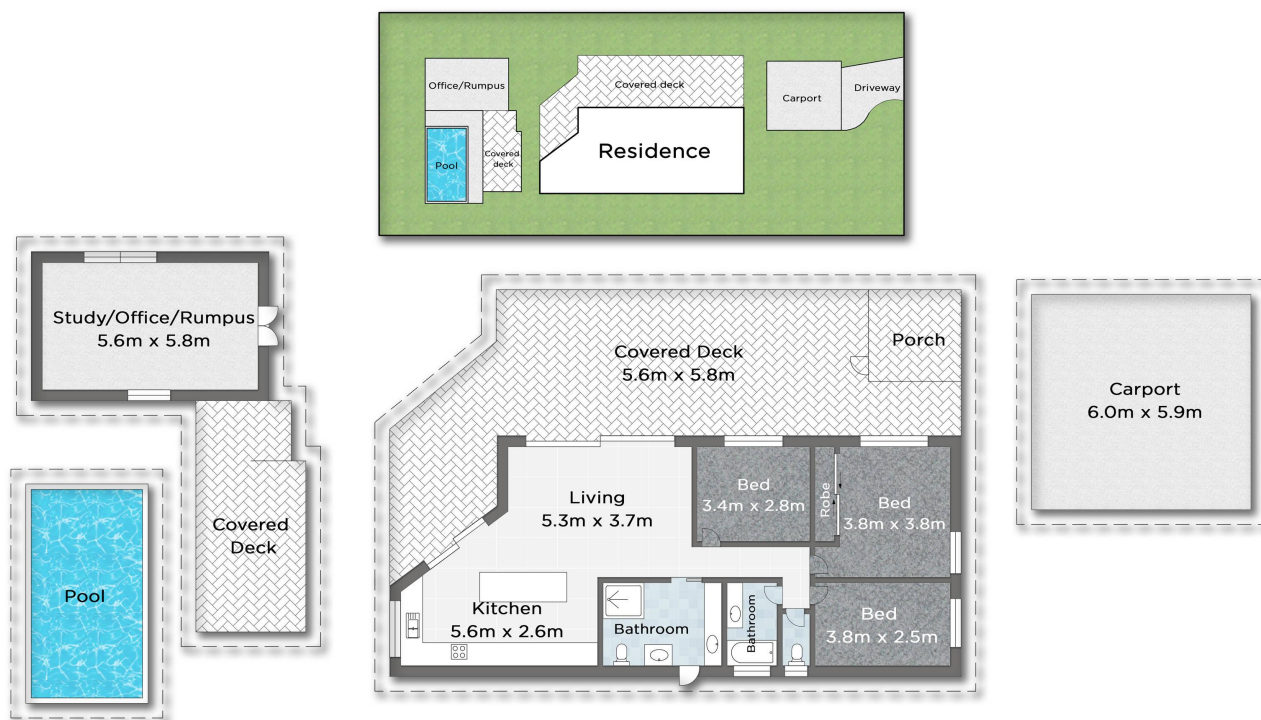 Office/Rumpus
Covered deck
Carport
Driveway
Pool
Covered
deck
Residence
Study/Office/Rumpus
5.6m x 5.8m
Covered
Deck
Pool
Covered Deck
5.6m x 5.8m
Porch
Living
5.3m x 3.7m
Bed
3.4m x 2.8m
Robe
Bed
3.8m x 3.8m
Kitchen
5.6m x 2.6m
Bathroom
Bathroom
Bed
3.8m x 2.5m
Carport
6.0m x 5.9m